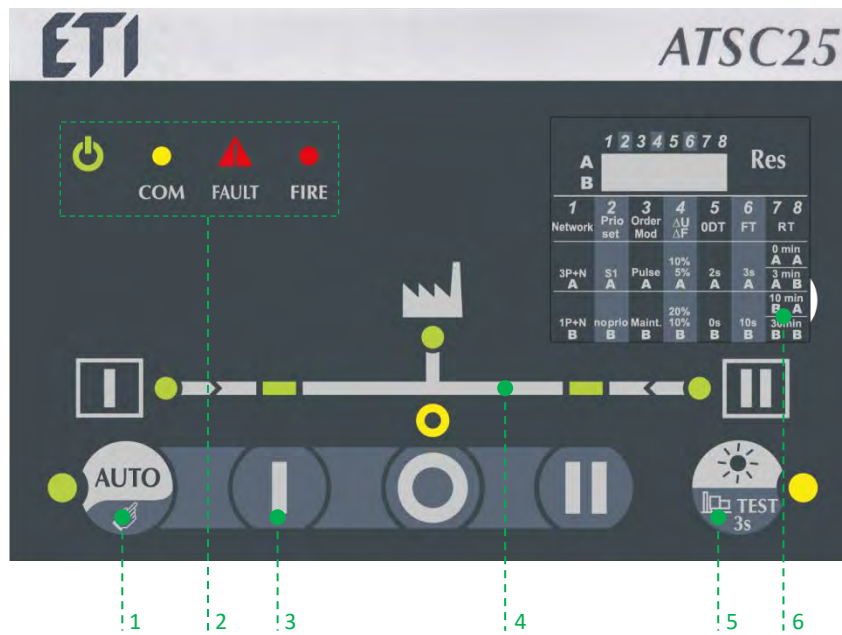 ETI
ATSC25
1 2 3 4 5 6 7 8
A
B
Res
COM FAULT FIRE
1 2 3 4 5 6 7 8
Network Prio set Order Mod ΔU ΔF 0DT FT RT
3P+N A S1 A Pulse A 10% 5% A 2s A 3s A 0 min A A 3 min A B
1P+N B no prio B Maint. B 20% 10% B 0s B 10s B 10 min B A 30min B B
I
II
AUTO
I
O
II
TEST
3s
1 2 3 4 5 6